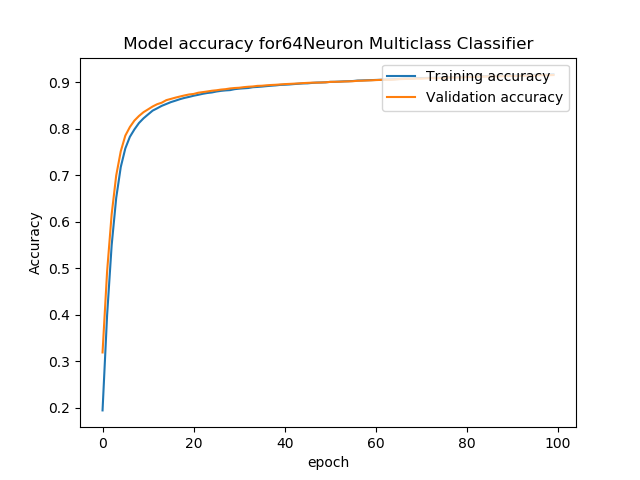 Model accuracy for64Neuron Multiclass Classifier
Training accuracy
Validation accuracy
0.9
0.8
0.7
0.6
0.5
0.4
0.3
0.2
Accuracy
0 20 40 60 80 100
epoch